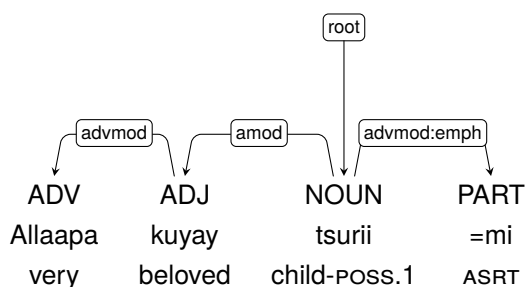 root
advmod amod advmod:emph
ADV ADJ NOUN PART
Allaapa kuyay tsurii =mi
very beloved child-POSS.1 ASRT